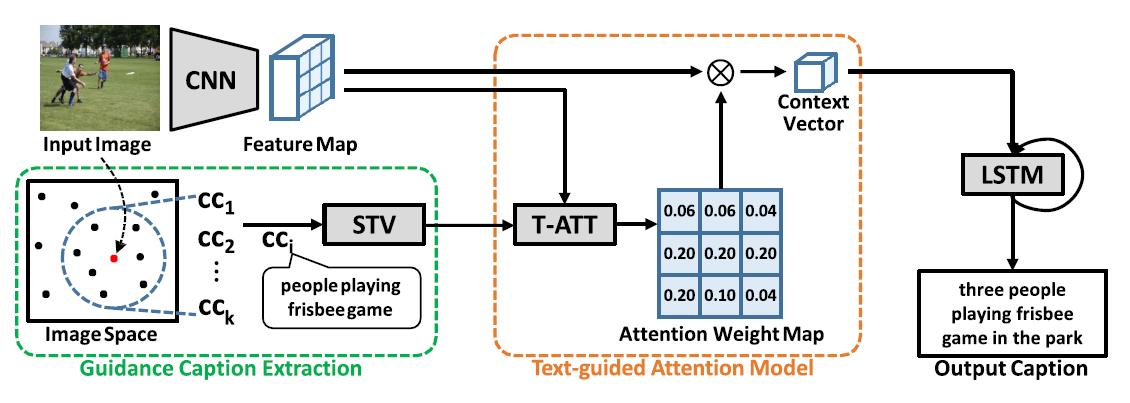 CNN
Input Image
Feature Map
Context
Vector
LSTM
cc1
cc2
⋮
cck
cci
STV
T-ATT
0.06 0.06 0.04
0.20 0.20 0.20
0.20 0.10 0.04
people playing
frisbee game
Image Space
Attention Weight Map
three people
playing frisbee
game in the park
Guidance Caption Extraction
Text-guided Attention Model
Output Caption